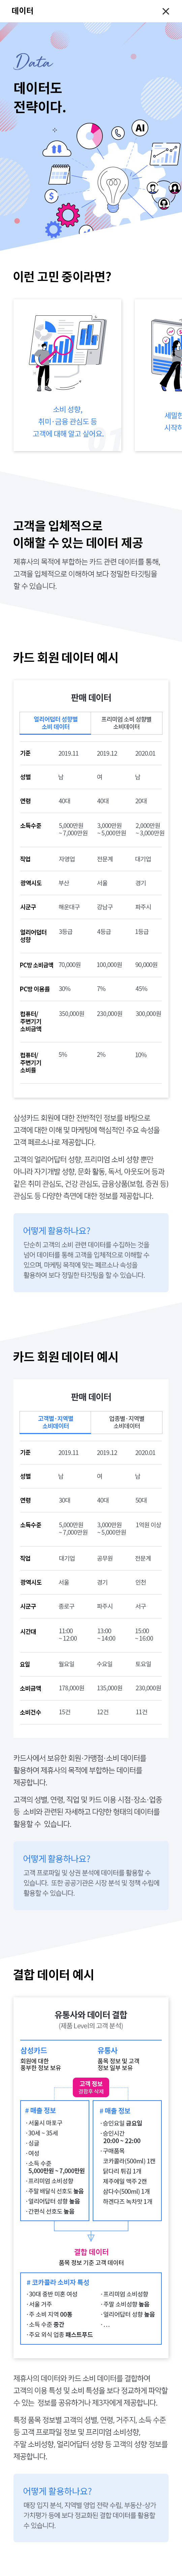 데이터
Data
데이터도
전략이다.
AI
$
이런 고민 중이라면?
소비 성향,
취미·금융 관심도 등
고객에 대해 알고 싶어요.
01
세밀한
시작하
고객을 입체적으로
이해할 수 있는 데이터 제공
제휴사의 목적에 부합하는 카드 관련 데이터를 통해,
고객을 입체적으로 이해하여 보다 정밀한 타깃팅을
할 수 있습니다.
카드 회원 데이터 예시
판매 데이터
얼리어답터 성향별 프리미엄 소비 성향별
소비 데이터 소비데이터
기준 2019.11 2019.12 2020.01
성별 남 여 남
연령 40대 40대 20대
소득수준 5,000만원 3,000만원 2,000만원
~ 7,000만원 ~ 5,000만원 ~ 3,000만원
직업 자영업 전문계 대기업
광역시도 부산 서울 경기
시군구 해운대구 강남구 파주시
얼리어답터 3등급 4등급 1등급
성향
PC방 소비금액 70,000원 100,000원 90,000원
PC방 이용률 30% 7% 45%
컴퓨터/ 350,000원 230,000원 300,000원
주변기기
소비금액
컴퓨터/ 5% 2% 10%
주변기기
소비률
삼성카드 회원에 대한 전반적인 정보를 바탕으로
고객에 대한 이해 및 마케팅에 핵심적인 주요 속성을
고객 페르소나로 제공합니다.
고객의 얼리어답터 성향, 프리미엄 소비 성향 뿐만
아니라 자기개발 성향, 문화 활동, 독서, 아웃도어 등과
같은 취미 관심도, 건강 관심도, 금융상품(보험, 증권 등)
관심도 등 다양한 측면에 대한 정보를 제공합니다.
어떻게 활용하나요?
단순히 고객의 소비 관련 데이터를 수집하는 것을
넘어 데이터를 통해 고객을 입체적으로 이해할 수
있으며, 마케팅 목적에 맞는 페르소나 속성을
활용하여 보다 정밀한 타깃팅을 할 수 있습니다.
카드 회원 데이터 예시
판매 데이터
고객별·지역별 업종별·지역별
소비데이터 소비데이터
기준 2019.11 2019.12 2020.01
성별 남 여 남
연령 30대 40대 50대
소득수준 5,000만원 3,000만원 1억원 이상
~ 7,000만원 ~ 5,000만원
직업 대기업 공무원 전문계
광역시도 서울 경기 인천
시군구 종로구 파주시 서구
시간대 11:00 13:00 15:00
~ 12:00 ~ 14:00 ~ 16:00
요일 월요일 수요일 토요일
소비금액 178,000원 135,000원 230,000원
소비건수 15건 12건 11건
카드사에서 보유한 회원·가맹점·소비 데이터를
활용하여 제휴사의 목적에 부합하는 데이터를
제공합니다.
고객의 성별, 연령, 직업 및 카드 이용 시점·장소·업종
등 소비와 관련된 자세하고 다양한 형태의 데이터를
활용할 수 있습니다.
어떻게 활용하나요?
고객 프로파일 및 상권 분석에 데이터를 활용할 수
있습니다. 또한 공공기관은 시장 분석 및 정책 수립에
활용할 수 있습니다.
결합 데이터 예시
유통사와 데이터 결합
(제품 Level의 고객 분석)
삼성카드 유통사
회원에 대한 품목 정보 및 고객
풍부한 정보 보유 정보 일부 보유
고객 정보
결합후 삭제
# 매출 정보
· 서울시 마포구
· 30세 ~ 35세
· 싱글
· 여성
· 소득 수준
5,000만원 ~ 7,000만원
· 프리미엄 소비성향
· 주말 배달식 선호도 높음
· 얼리어답터 성향 높음
· 간편식 선호도 높음
# 매출 정보
· 승인요일 금요일
· 승인시간
20:00 ~ 22:00
· 구매품목
코카콜라(500ml) 1캔
닭다리 튀김 1개
제주에일 맥주 2캔
삼다수(500ml) 1개
하겐다즈 녹차맛 1개
결합 데이터
품목 정보 기준 고객 데이터
# 코카콜라 소비자 특성
· 30대 중반 미혼 여성
· 서울 거주
· 주 소비 지역 00동
· 소득 수준 중간
· 주요 외식 업종 패스트푸드
· 프리미엄 소비성향
· 주말 소비성향 높음
· 얼리어답터 성향 높음
· ...
제휴사의 데이터와 카드 소비 데이터를 결합하여
고객의 이용 특성 및 소비 특성을 보다 정교하게 파악할
수 있는 정보를 공유하거나 제3자에게 제공합니다.
특정 품목 정보별 고객의 성별, 연령, 거주지, 소득 수준
등 고객 프로파일 정보 및 프리미엄 소비성향,
주말 소비성향, 얼리어답터 성향 등 고객의 성향 정보를
제공합니다.
어떻게 활용하나요?
매장 입지 분석, 지역별 영업 전략 수립, 부동산·상가
가치평가 등에 보다 정교화된 결합 데이터를 활용할
수 있습니다.